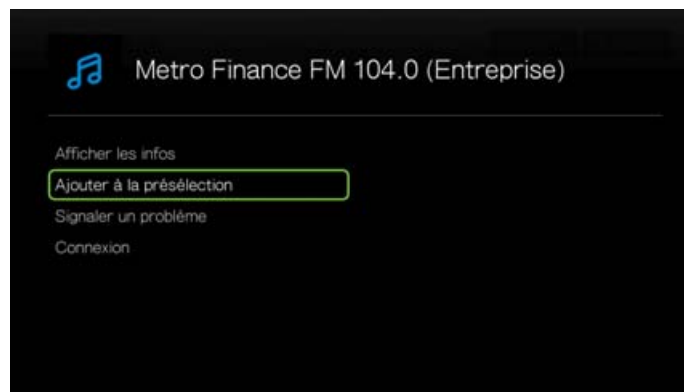 Metro Finance FM 104.0 (Entreprise)
Afficher les infos
Ajouter à la présélection
Signaler un problème
Connexion